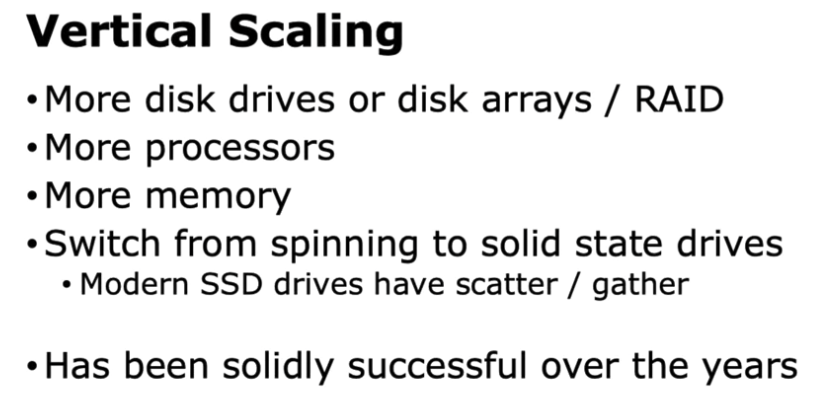 Vertical Scaling
• More disk drives or disk arrays / RAID
• More processors
• More memory
• Switch from spinning to solid state drives
• Modern SSD drives have scatter / gather
• Has been solidly successful over the years